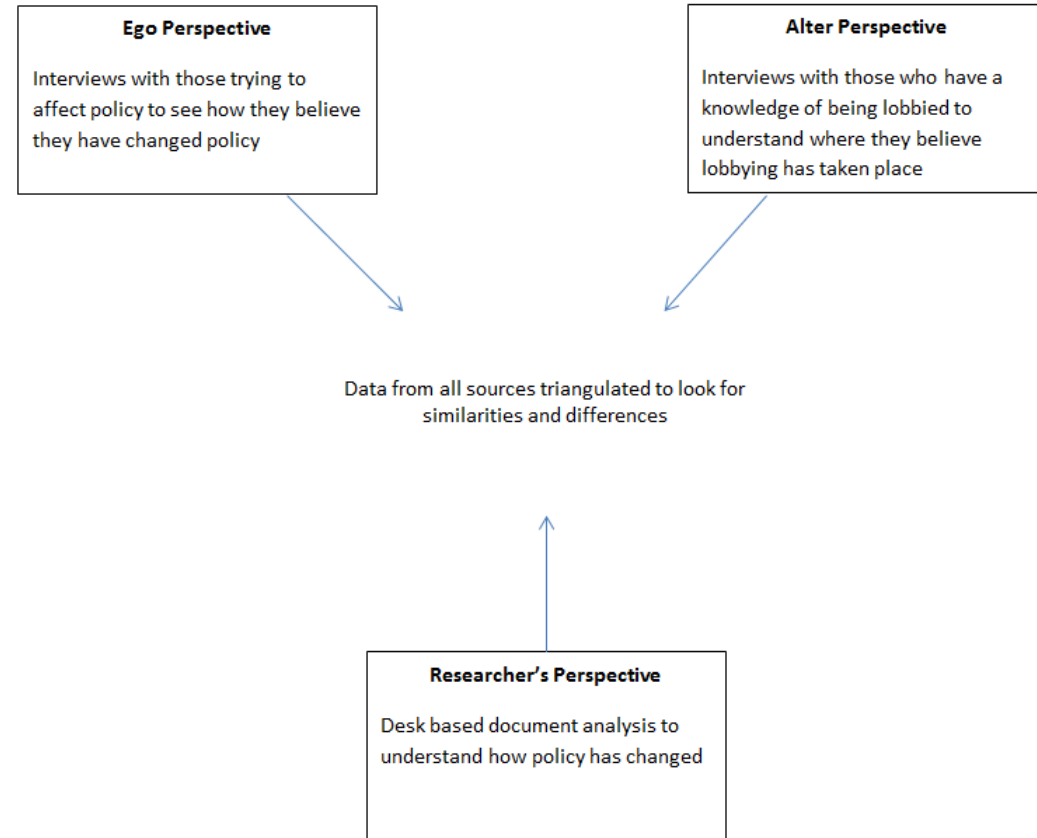 Ego Perspective
Interviews with those trying to
affect policy to see how they believe
they have changed policy
Alter Perspective
Interviews with those who have a
knowledge of being lobbied to
understand where they believe
lobbying has taken place
Data from all sources triangulated to look for
similarities and differences
Researcher's Perspective
Desk based document analysis to
understand how policy has changed